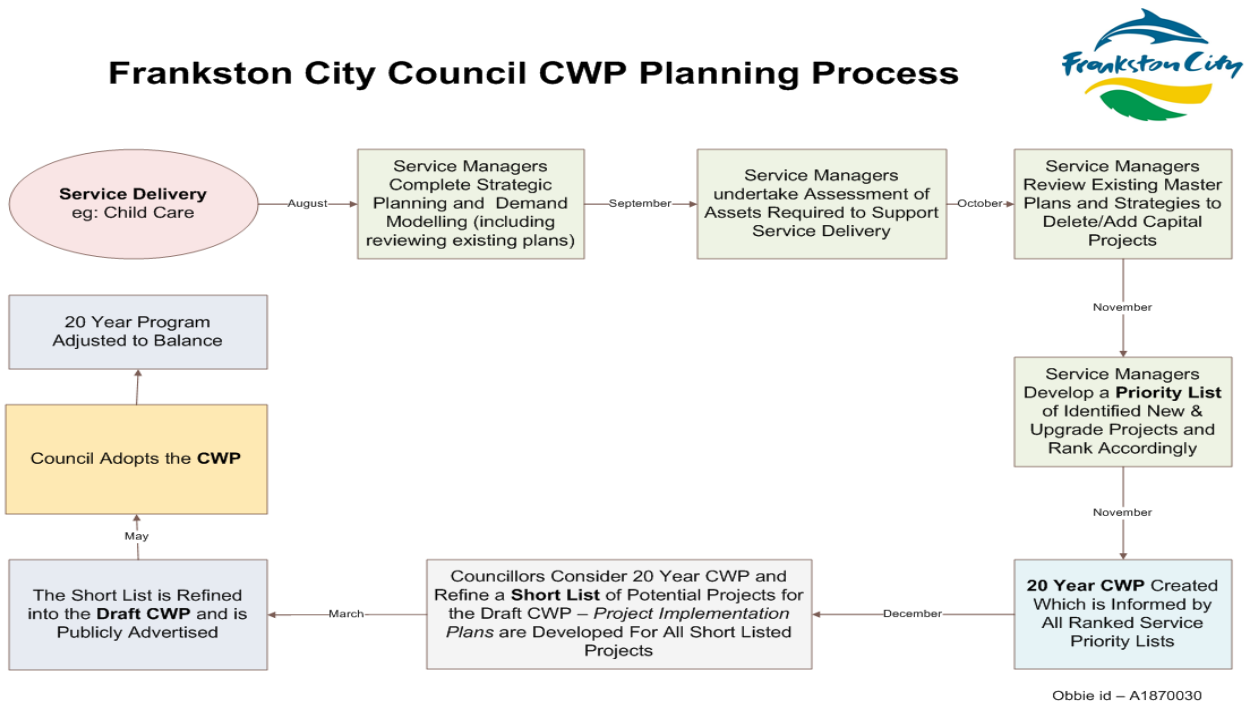 Frankston City Council CWP Planning Process
Frankston City
Service Delivery
eg: Child Care
August
Service Managers
Complete Strategic
Planning and Demand
Modelling (including
reviewing existing plans)
September
Service Managers
undertake Assessment of
Assets Required to Support
Service Delivery
October
Service Managers
Review Existing Master
Plans and Strategies to
Delete/Add Capital
Projects
November
Service Managers
Develop a Priority List
of Identified New &
Upgrade Projects and
Rank Accordingly
November
20 Year CWP Created
Which is Informed by
All Ranked Service
Priority Lists
December
Councillors Consider 20 Year CWP and
Refine a Short List of Potential Projects for
the Draft CWP – Project Implementation
Plans are Developed For All Short Listed
Projects
March
The Short List is Refined
into the Draft CWP and is
Publicly Advertised
May
Council Adopts the CWP
20 Year Program
Adjusted to Balance
Obbie id – A1870030